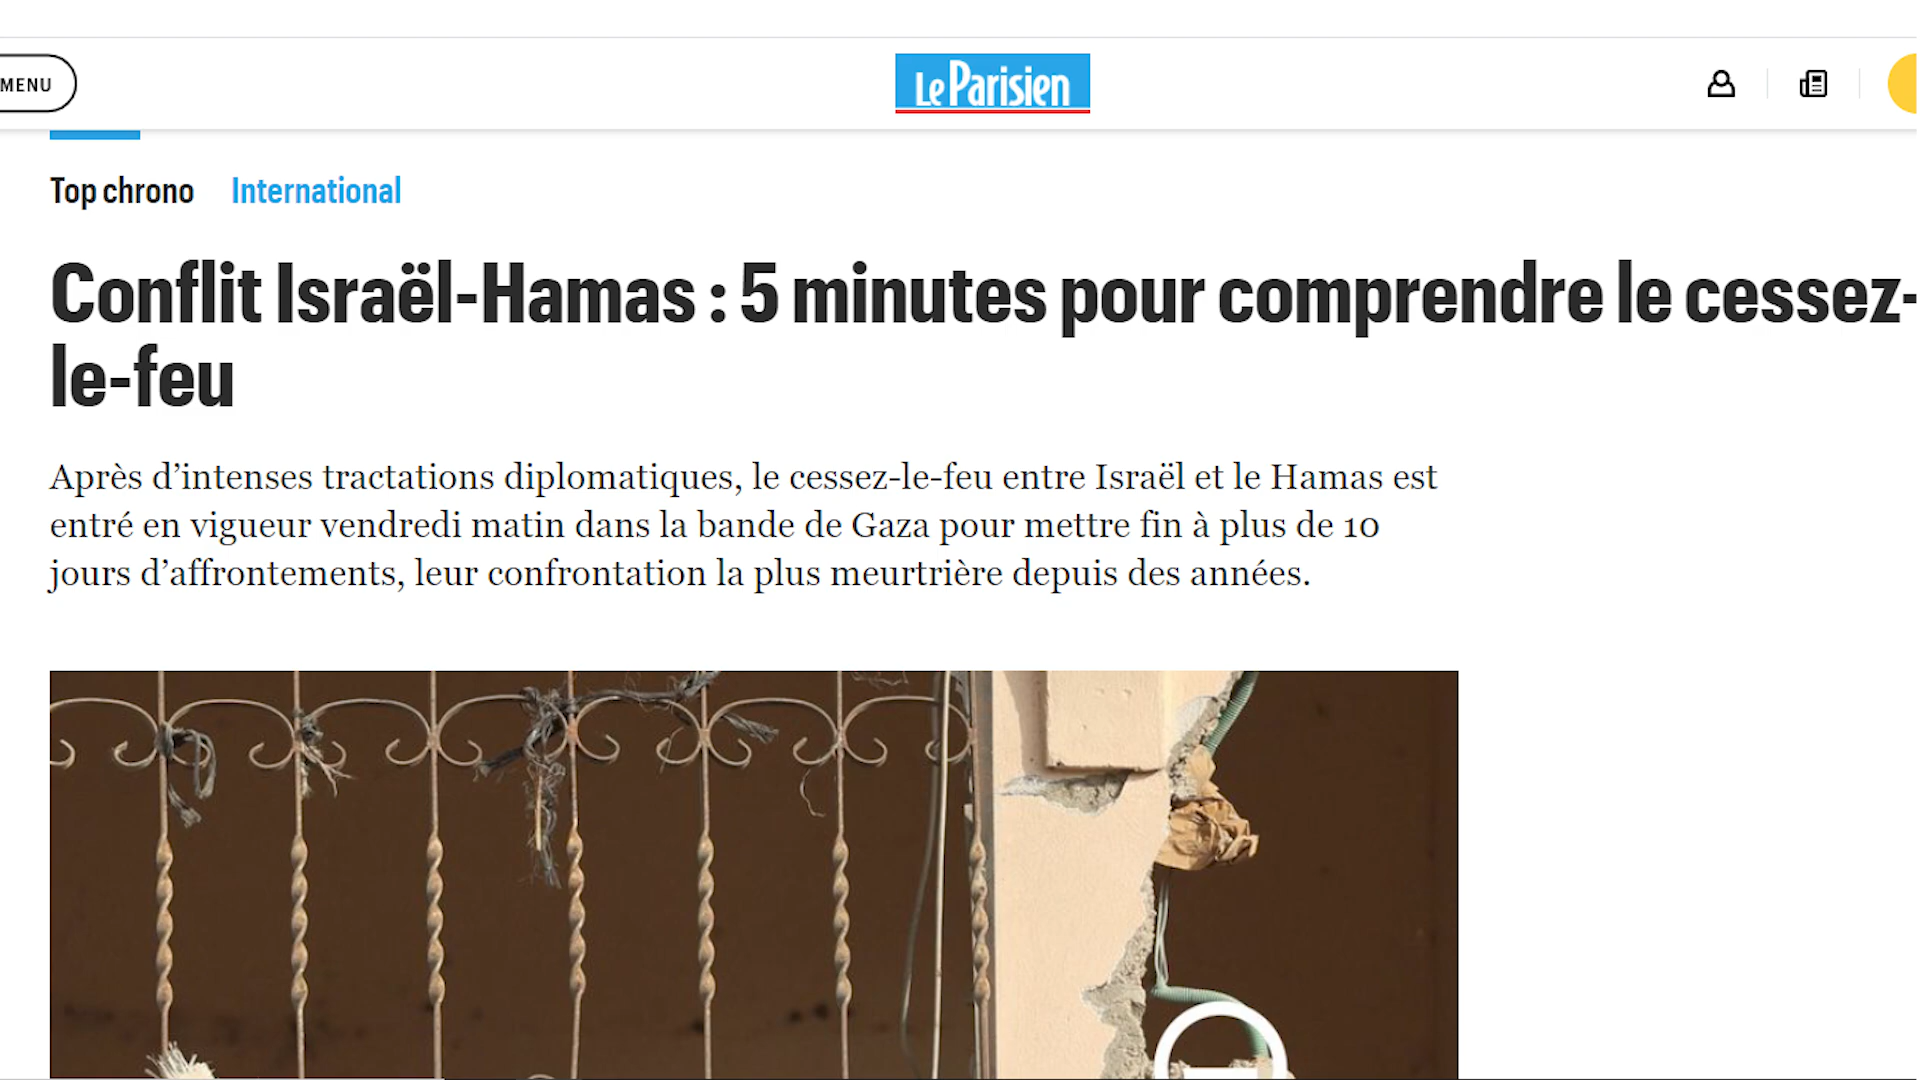 MENU
Le Parisien
Top chrono International
Conflit Israël-Hamas : 5 minutes pour comprendre le cessez-
le-feu
Après d’intenses tractations diplomatiques, le cessez-le-feu entre Israël et le Hamas est
entré en vigueur vendredi matin dans la bande de Gaza pour mettre fin à plus de 10
jours d’affrontements, leur confrontation la plus meurtrière depuis des années.